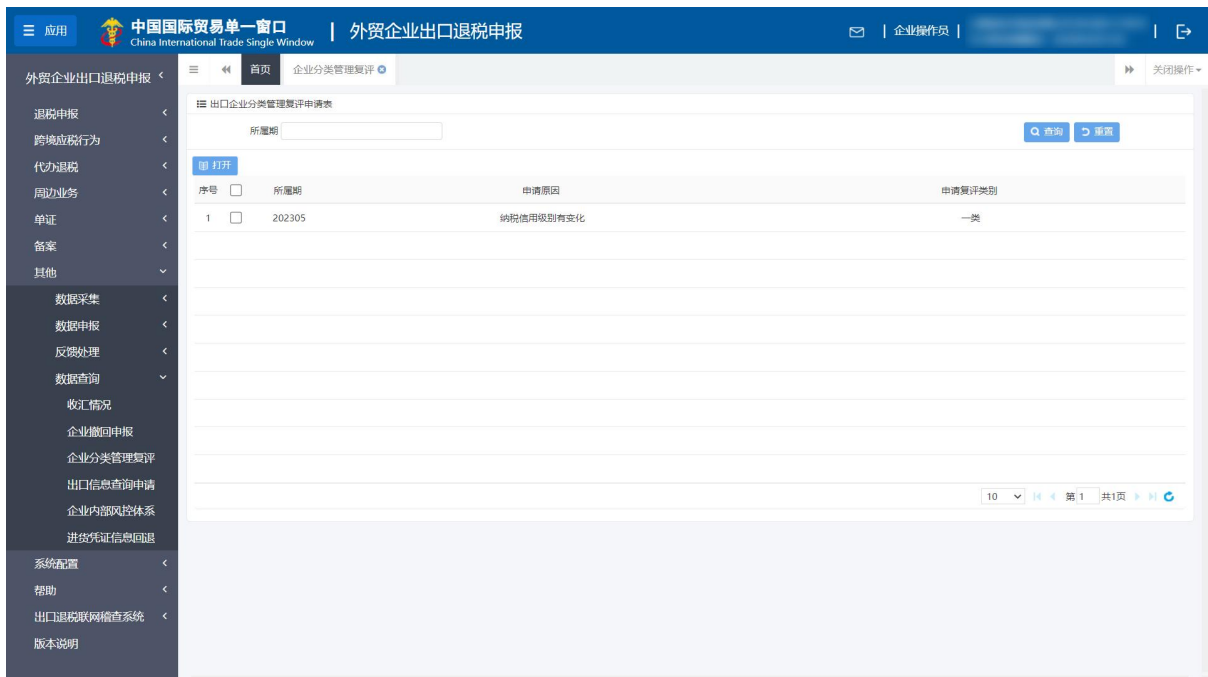 应用
中国国际贸易单一窗口
China International Trade Single Window
| 外贸企业出口退税申报
| 企业操作员 |
|
外贸企业出口退税申报
首页
企业分类管理复评
关闭操作
退税申报
跨境应税行为
代办退税
周边业务
单证
备案
其他
数据采集
数据申报
反馈处理
数据查询
收汇情况
企业撤回申报
企业分类管理复评
出口信息查询申请
企业内部风控体系
进货凭证信息回退
系统配置
帮助
出口退税联网稽查系统
版本说明
出口企业分类管理复评申请表
所属期
查询
重置
打开
序号 所属期 申请原因 申请复评类别
1 202305 纳税信用级别有变化 一类
10 第 1 共1页